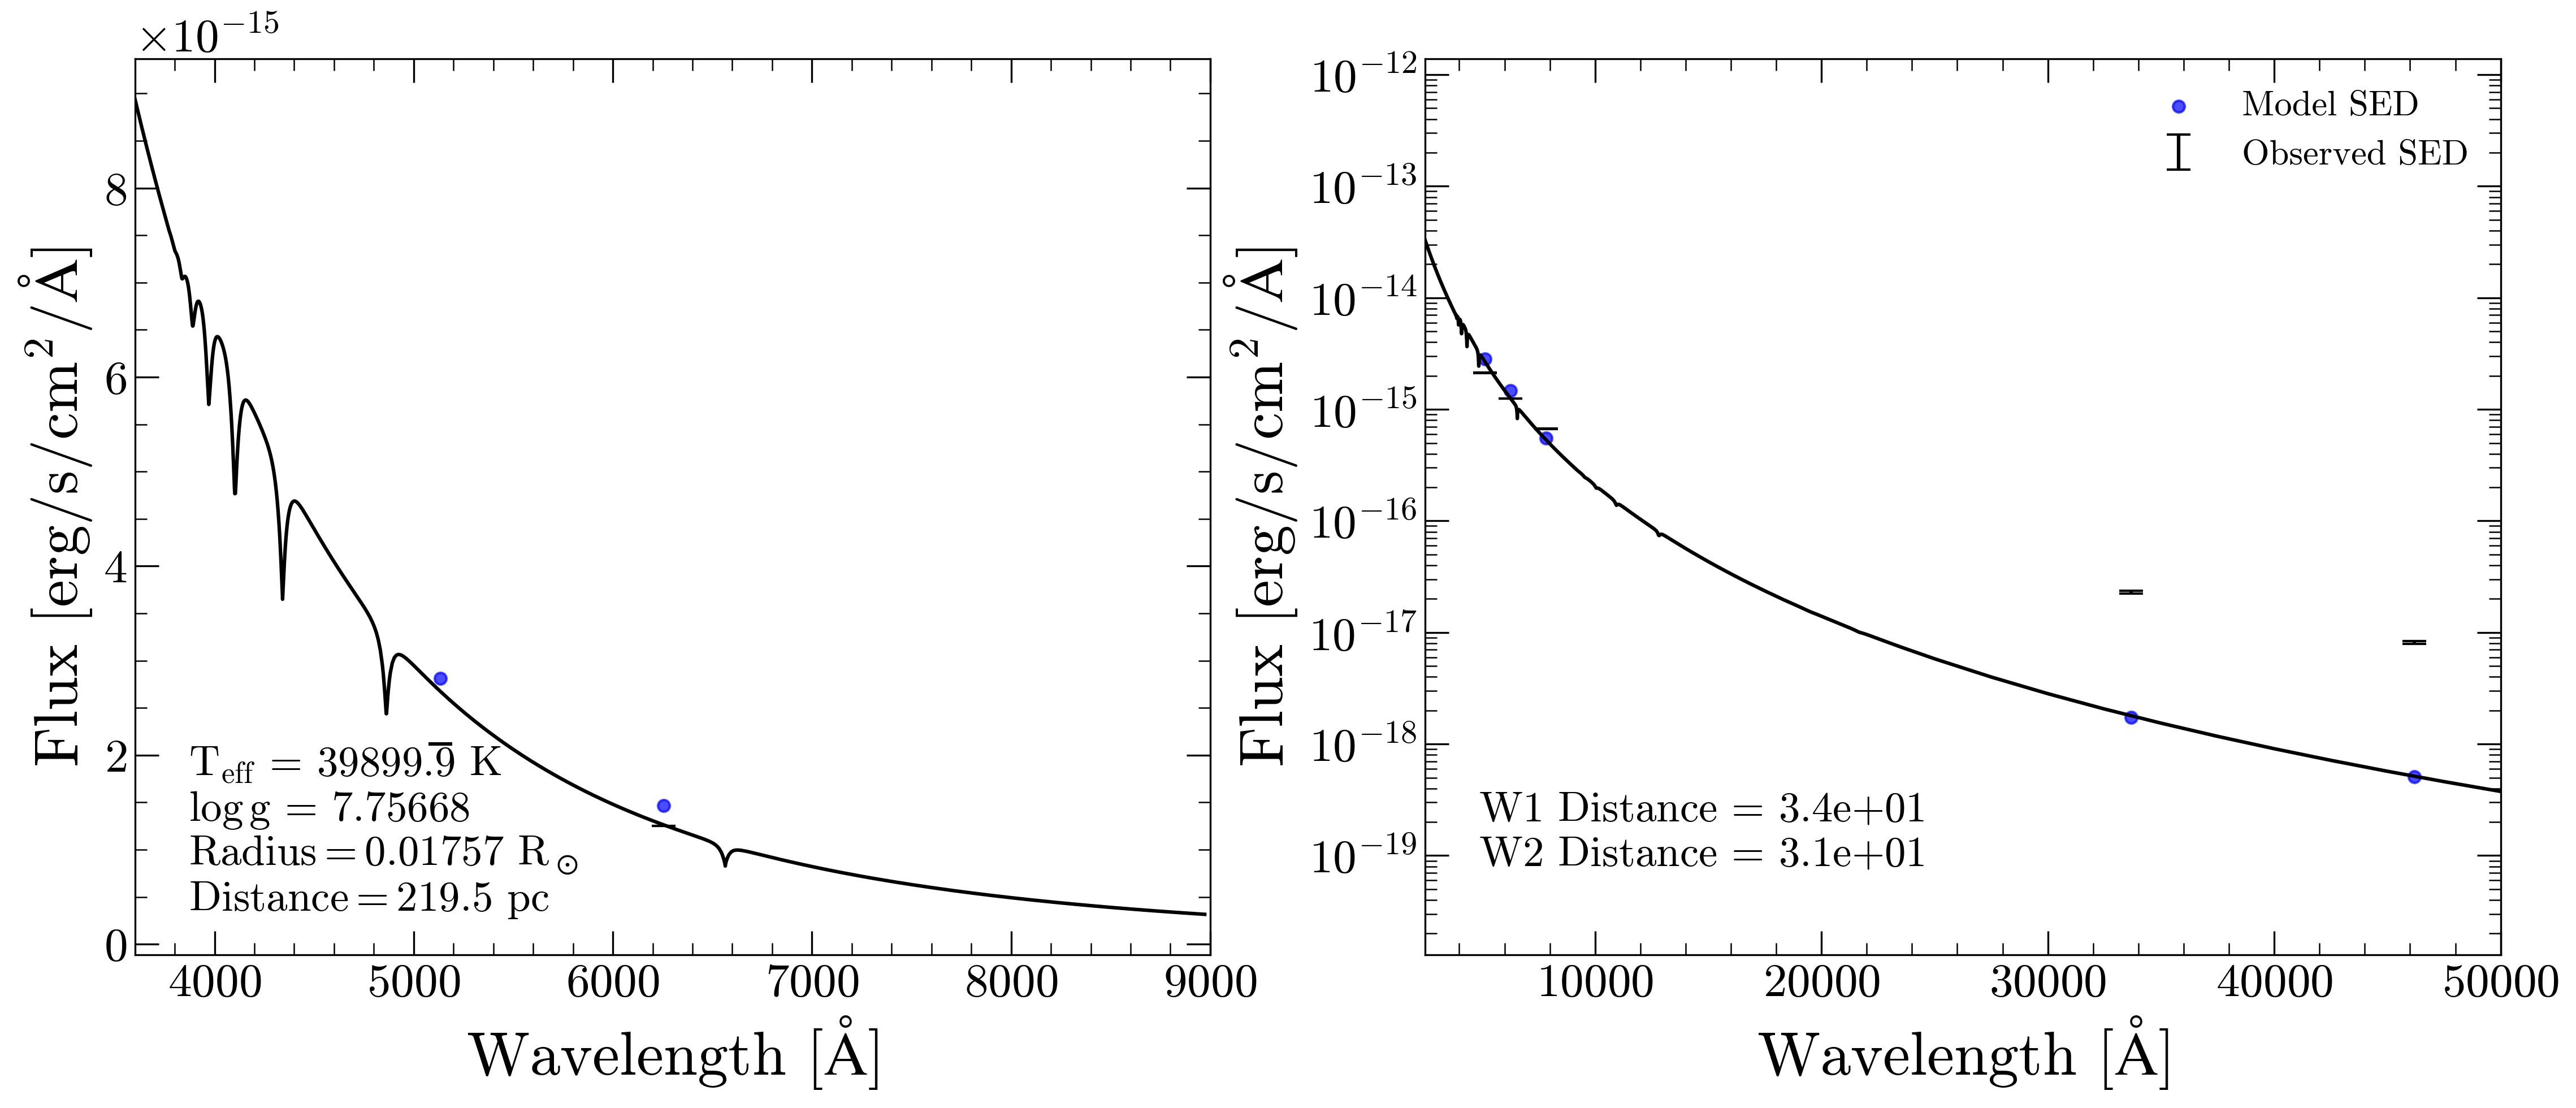 ×10⁻¹⁵
8
6
4
2
0
Flux [erg/s/cm²/Å]
T_eff = 39899.9 K
log g = 7.75668
Radius = 0.01757 R_⊙
Distance = 219.5 pc
4000 5000 6000 7000 8000 9000
Wavelength [Å]
10⁻¹²
10⁻¹³
10⁻¹⁴
10⁻¹⁵
10⁻¹⁶
10⁻¹⁷
10⁻¹⁸
10⁻¹⁹
Flux [erg/s/cm²/Å]
Model SED
Observed SED
W1 Distance = 3.4e+01
W2 Distance = 3.1e+01
10000 20000 30000 40000 50000
Wavelength [Å]